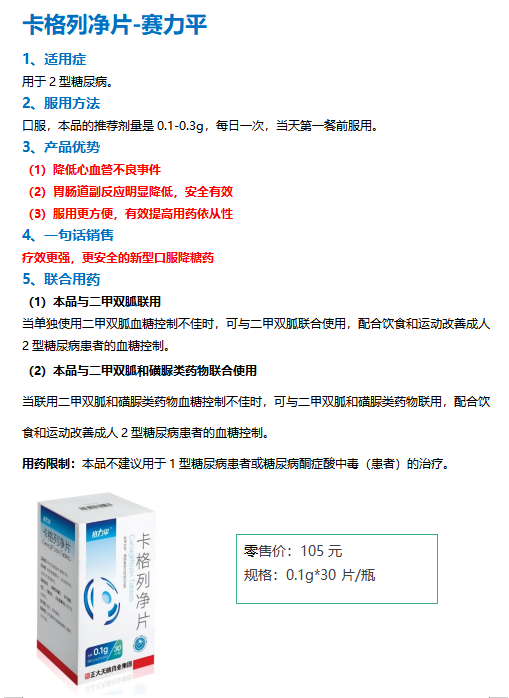 卡格列净片-赛力平
1、适用症
用于 2 型糖尿病。
2、服用方法
口服，本品的推荐剂量是 0.1-0.3g，每日一次，当天第一餐前服用。
3、产品优势
（1）降低心血管不良事件
（2）胃肠道副反应明显降低，安全有效
（3）服用更方便，有效提高用药依从性
4、一句话销售
疗效更强，更安全的新型口服降糖药
5、联合用药
（1）本品与二甲双胍联用
当单独使用二甲双胍血糖控制不佳时，可与二甲双胍联合使用，配合饮食和运动改善成人
2 型糖尿病患者的血糖控制。
（2）本品与二甲双胍和磺脲类药物联合使用
当联用二甲双胍和磺脲类药物血糖控制不佳时，可与二甲双胍和磺脲类药物联用，配合饮
食和运动改善成人 2 型糖尿病患者的血糖控制。
用药限制：本品不建议用于 1 型糖尿病患者或糖尿病酮症酸中毒（患者）的治疗。
卡格列净片
0.1g
30
正大天晴药业集团
零售价：105 元
规格：0.1g*30 片/瓶